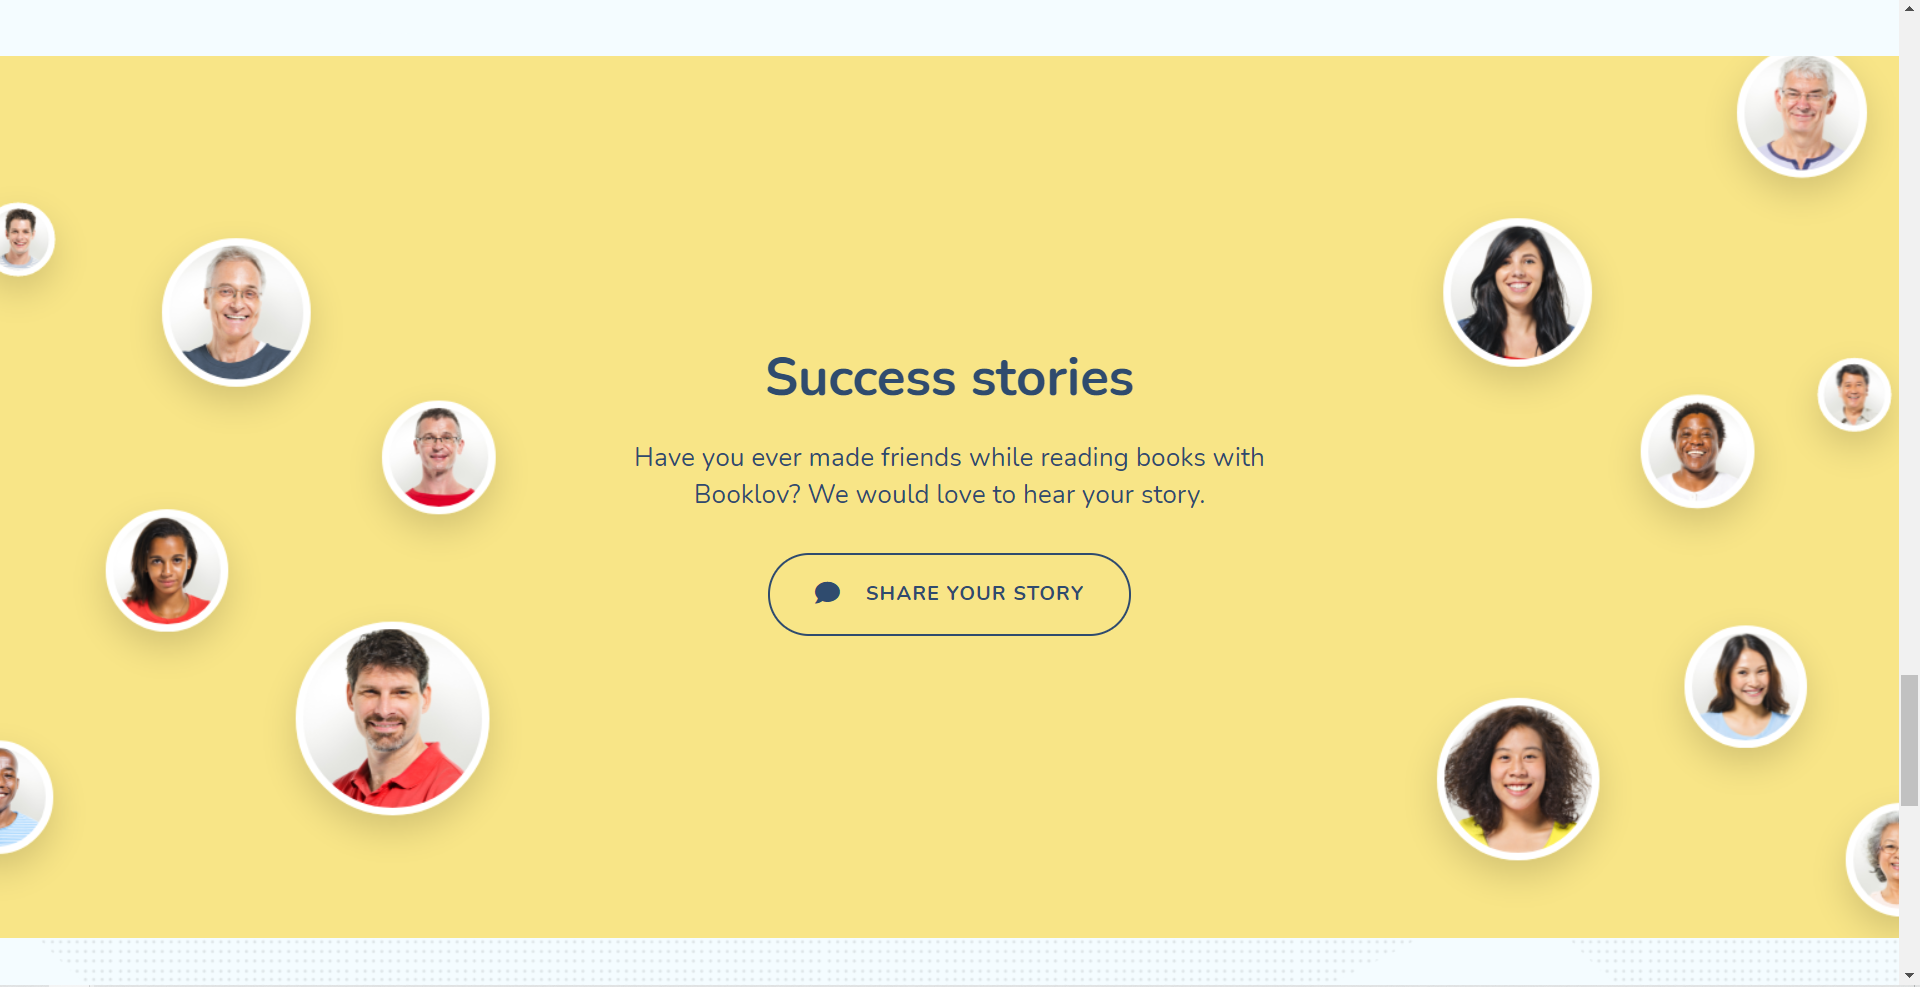 Success stories
Have you ever made friends while reading books with
Booklov? We would love to hear your story.
SHARE YOUR STORY